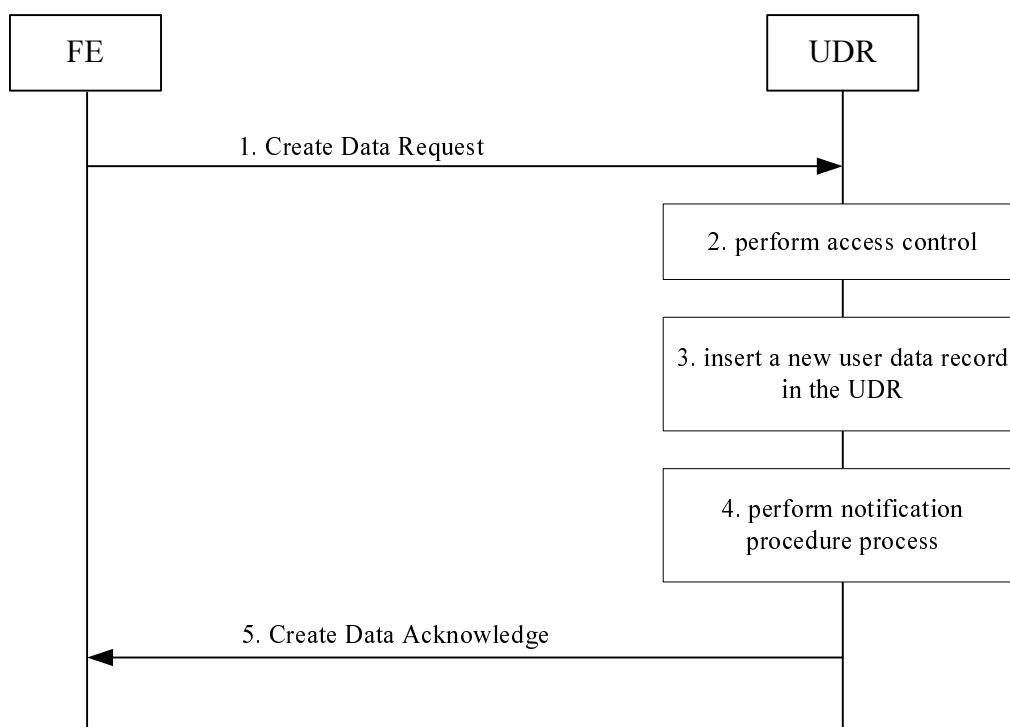 FE
UDR
1. Create Data Request
2. perform access control
3. insert a new user data record
in the UDR
4. perform notification
procedure process
5. Create Data Acknowledge